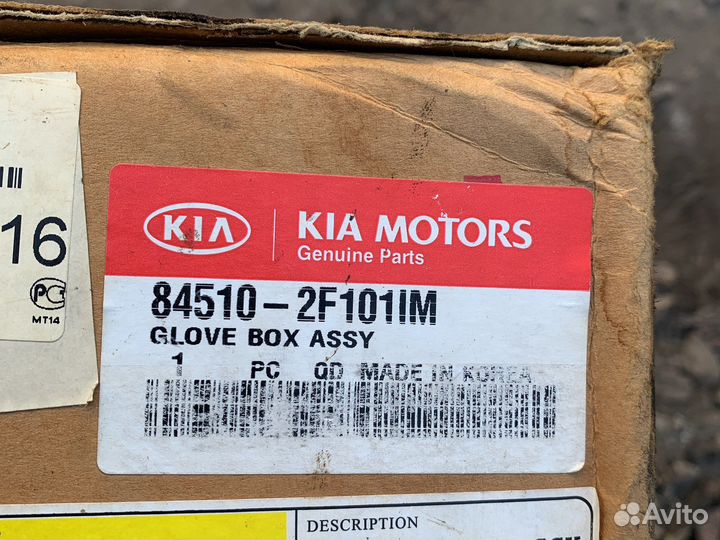 16
PC
MT14
KIA
KIA MOTORS
Genuine Parts
84510-2F101IM
GLOVE BOX ASSY
1 PC QD MADE IN KOREA
DESCRIPTION
Avito